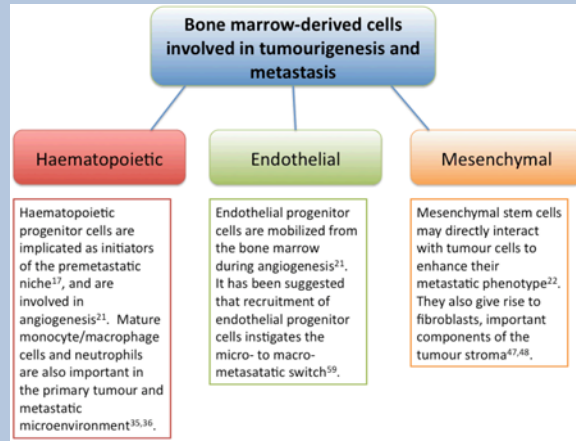 Bone marrow-derived cells
involved in tumourigenesis and
metastasis
Haematopoietic
Endothelial
Mesenchymal
Haematopoietic
progenitor cells are
implicated as initiators
of the premetastatic
niche¹⁷, and are
involved in
angiogenesis²¹. Mature
monocyte/macrophage
cells and neutrophils
are also important in
the primary tumour and
metastatic
microenvironment³⁵,³⁶.
Endothelial progenitor
cells are mobilized from
the bone marrow
during angiogenesis²¹.
It has been suggested
that recruitment of
endothelial progenitor
cells instigates the
micro- to macro-
metasatatic switch⁵⁹.
Mesenchymal stem cells
may directly interact
with tumour cells to
enhance their
metastatic phenotype²².
They also give rise to
fibroblasts, important
components of the
tumour stroma⁴⁷,⁴⁸.